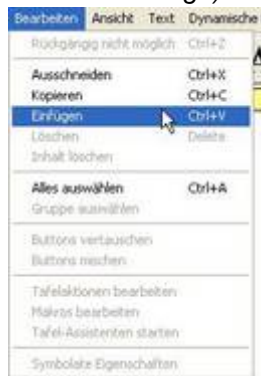 Bearbeiten Ansicht Text Dynamische
Rückgängig nicht möglich Ctrl+Z
Ausschneiden Ctrl+X
Kopieren Ctrl+C
Einfügen Ctrl+V
Löschen Delete
Inhalt löschen
Alles auswählen Ctrl+A
Gruppe auswählen
Buttons vertauschen
Buttons mischen
Tafelaktionen bearbeiten
Makros bearbeiten
Tafel-Assistenten starten
Symbolate Eigenschaften